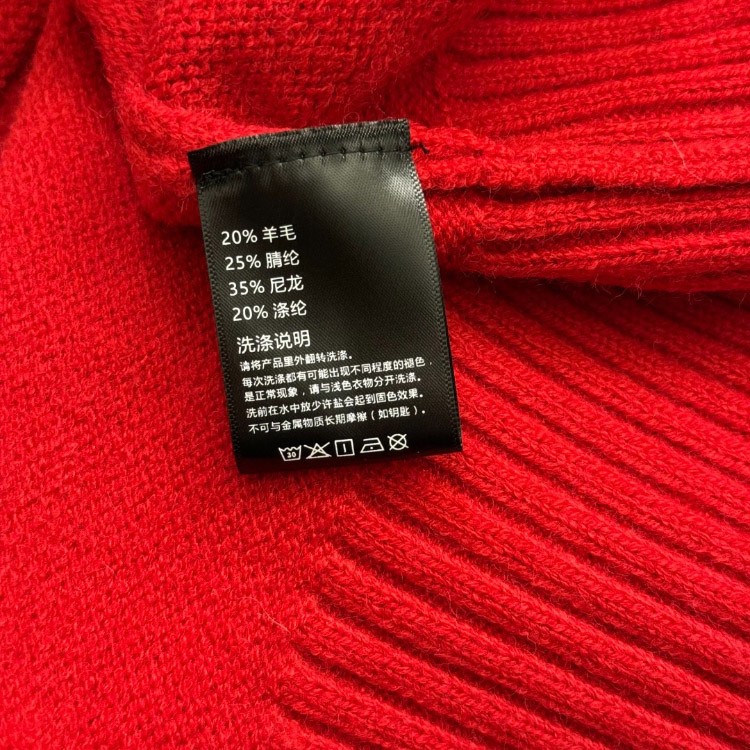 20% 羊毛
25% 腈纶
35% 尼龙
20% 涤纶
洗涤说明
请将产品里外翻转洗涤.
每次洗涤都有可能出现不同程度的褪色,
是正常现象，请与浅色衣物分开洗涤.
洗前在水中放少许盐会起到固色效果.
不可与金属物质长期摩擦（如钥匙）.
30